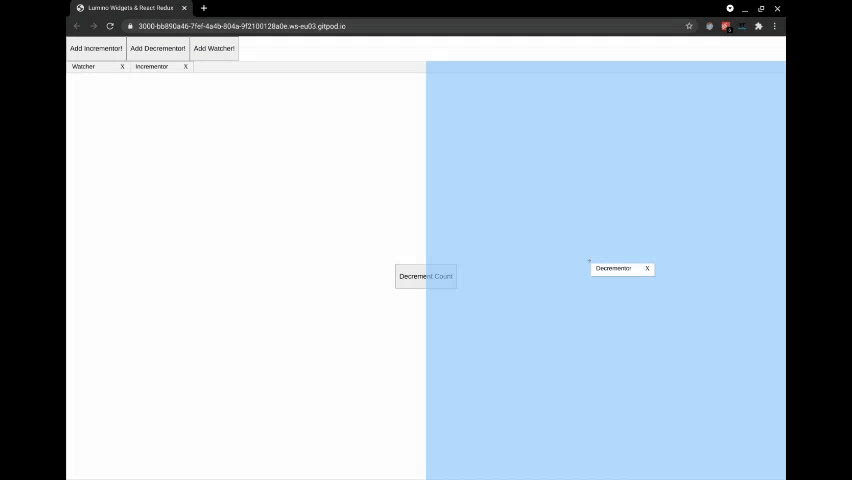 Lumino Widgets & React Redux
3000-bb890a46-7fef-4a4b-804a-9f2100128a0e.ws-eu03.gitpod.io
Add Incrementor! Add Decrementor! Add Watcher!
Watcher X Incrementor X
Decrementor X
Decrement Count